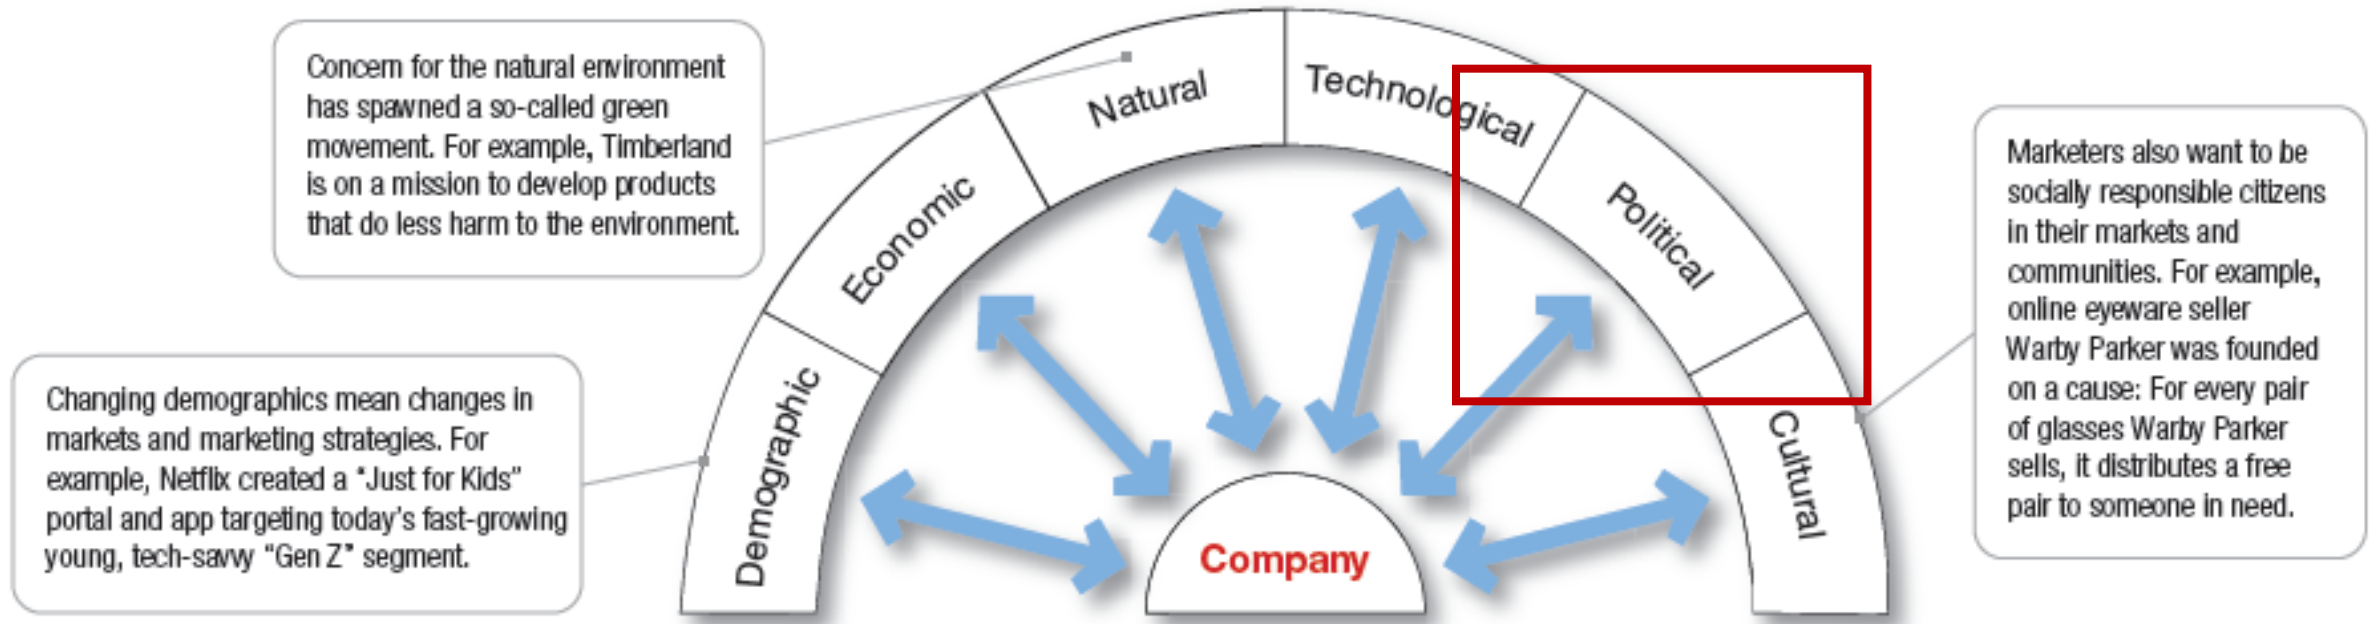 Concern for the natural environment
has spawned a so-called green
movement. For example, Timberland
is on a mission to develop products
that do less harm to the environment.
Changing demographics mean changes in
markets and marketing strategies. For
example, Netflix created a “Just for Kids”
portal and app targeting today’s fast-growing
young, tech-savvy “Gen Z” segment.
Demographic
Economic
Natural
Technological
Political
Cultural
Company
Marketers also want to be
socially responsible citizens
in their markets and
communities. For example,
online eyeware seller
Warby Parker was founded
on a cause: For every pair
of glasses Warby Parker
sells, it distributes a free
pair to someone in need.